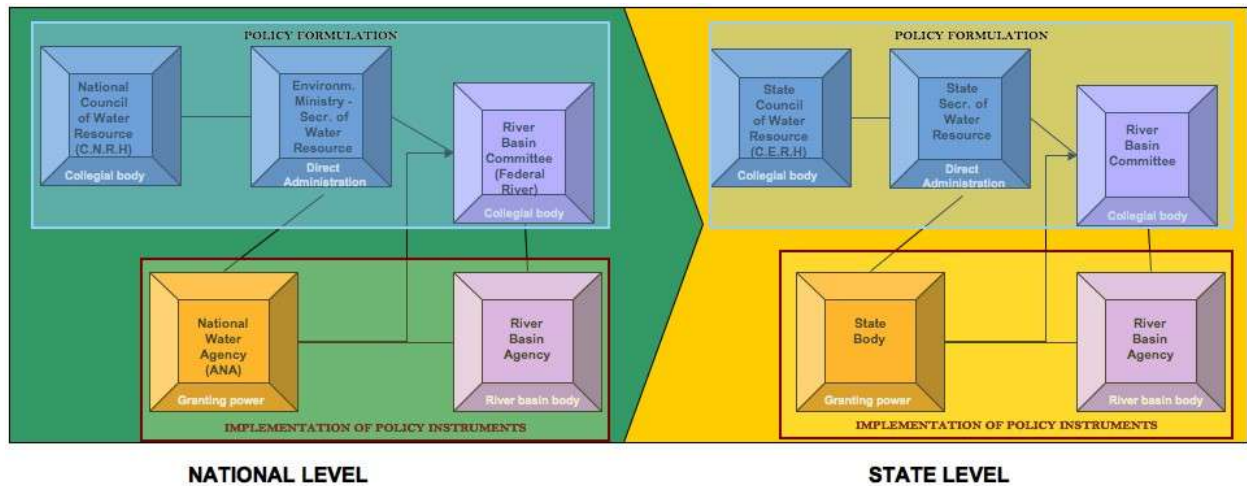 POLICY FORMULATION
National
Council
of Water
Resource
(C.N.R.H)
Collegial body
Environm.
Ministry -
Secr. of
Water
Resource
Direct
Administration
River
Basin
Committee
(Federal
River)
Collegial body
National
Water
Agency
(ANA)
Granting power
River
Basin
Agency
River basin body
IMPLEMENTATION OF POLICY INSTRUMENTS
NATIONAL LEVEL
POLICY FORMULATION
State
Council
of Water
Resource
(C.E.R.H)
Collegial body
State
Secr. of
Water
Resource
Direct
Administration
River
Basin
Committee
Collegial body
State
Body
Granting power
River
Basin
Agency
River basin body
IMPLEMENTATION OF POLICY INSTRUMENTS
STATE LEVEL